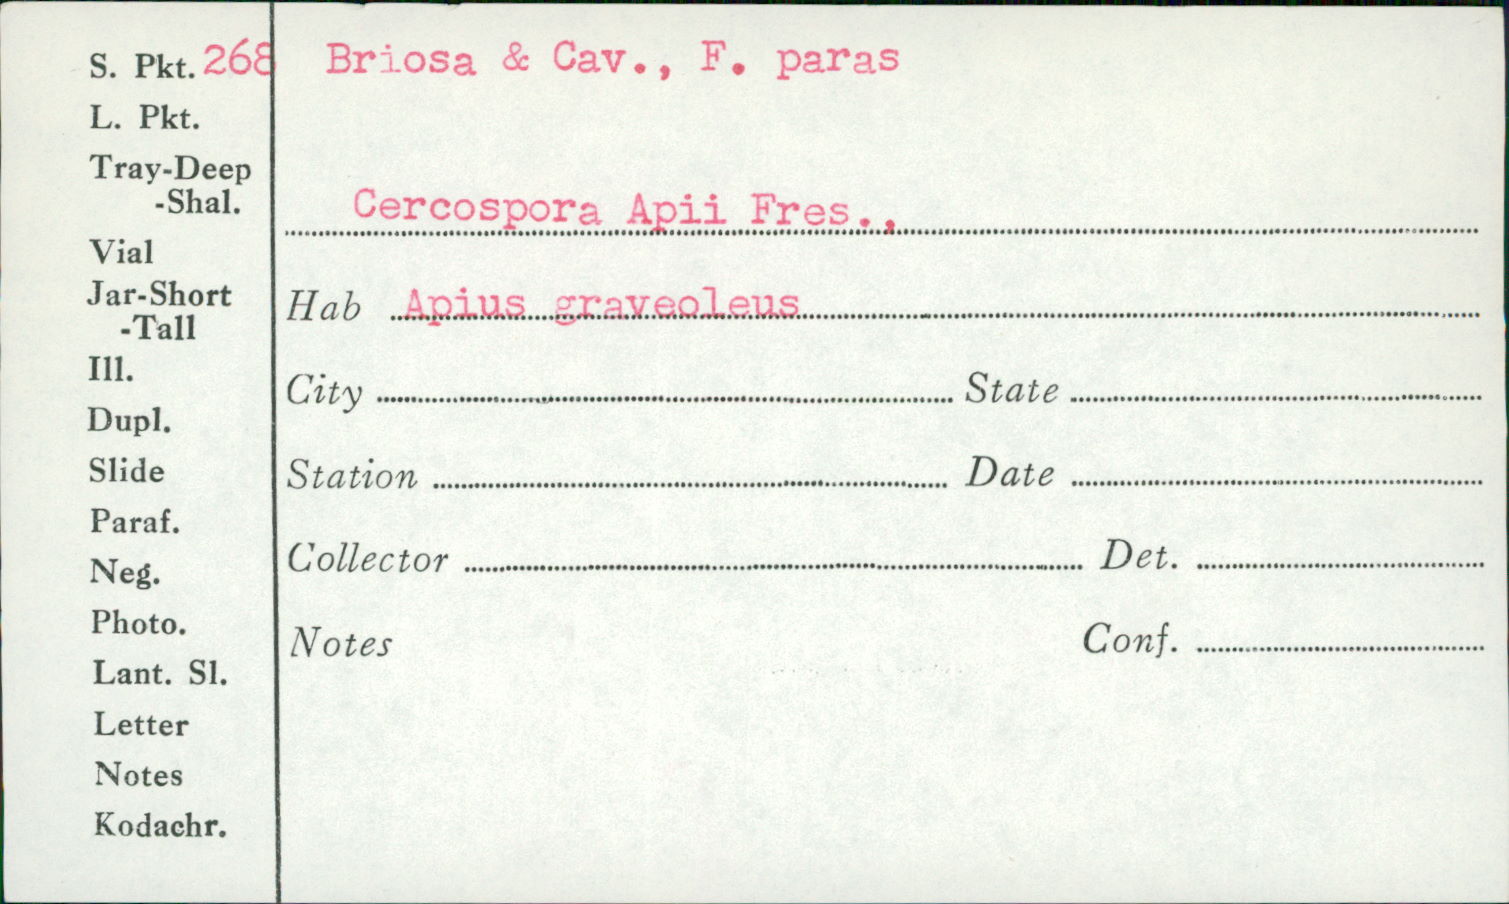 S. Pkt. 268
L. Pkt.
Tray-Deep
-Shal.
Vial
Jar-Short
-Tall
Ill.
Dupl.
Slide
Paraf.
Neg.
Photo.
Lant. Sl.
Letter
Notes
Kodachr.
Briosa & Cav., F. paras
Cercospora Apii Fres.,
Hab Apius graveoleus
City State
Station Date
Collector Det.
Notes Conf.